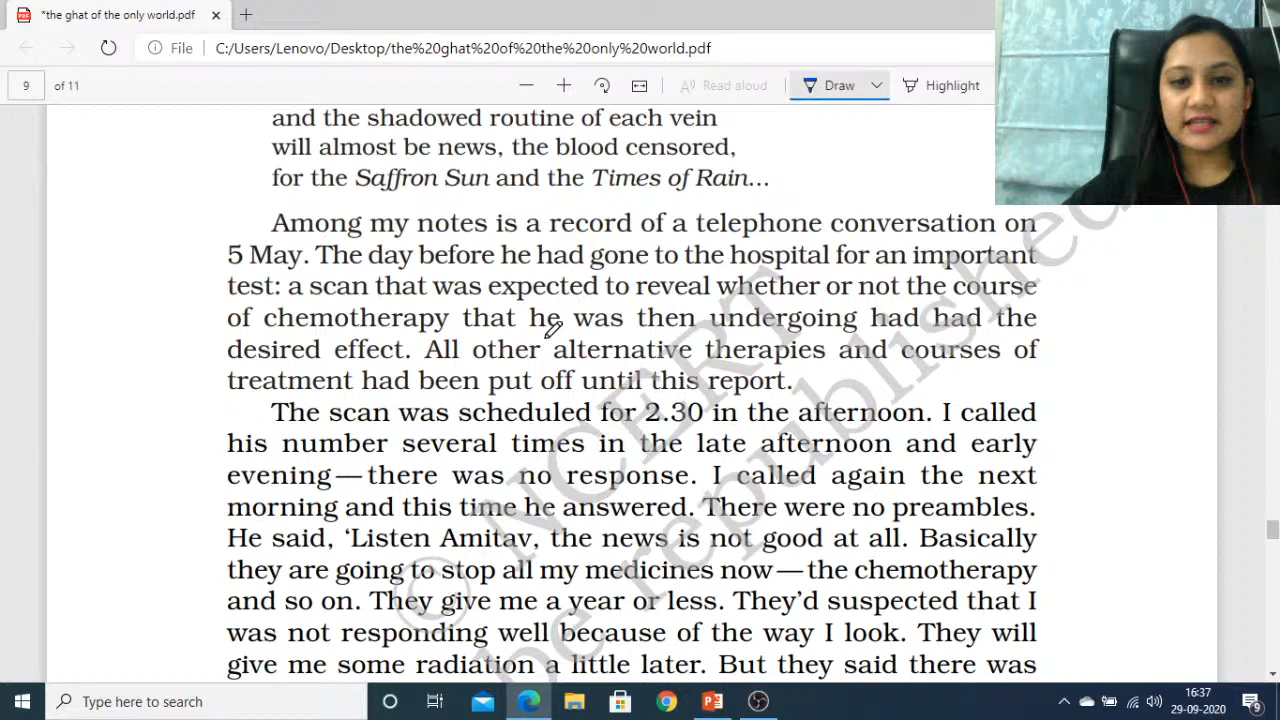 *the ghat of the only world.pdf
File C:/Users/Lenovo/Desktop/the%20ghat%20of%20the%20only%20world.pdf
9 of 11 Read aloud Draw Highlight
and the shadowed routine of each vein
will almost be news, the blood censored,
for the Saffron Sun and the Times of Rain...
Among my notes is a record of a telephone conversation on
5 May. The day before he had gone to the hospital for an important
test: a scan that was expected to reveal whether or not the course
of chemotherapy that he was then undergoing had had the
desired effect. All other alternative therapies and courses of
treatment had been put off until this report.
The scan was scheduled for 2.30 in the afternoon. I called
his number several times in the late afternoon and early
evening—there was no response. I called again the next
morning and this time he answered. There were no preambles.
He said, ‘Listen Amitav, the news is not good at all. Basically
they are going to stop all my medicines now—the chemotherapy
and so on. They give me a year or less. They’d suspected that I
was not responding well because of the way I look. They will
give me some radiation a little later. But they said there was
© NCERT
be republished
Type here to search
16:37
29-09-2020
9